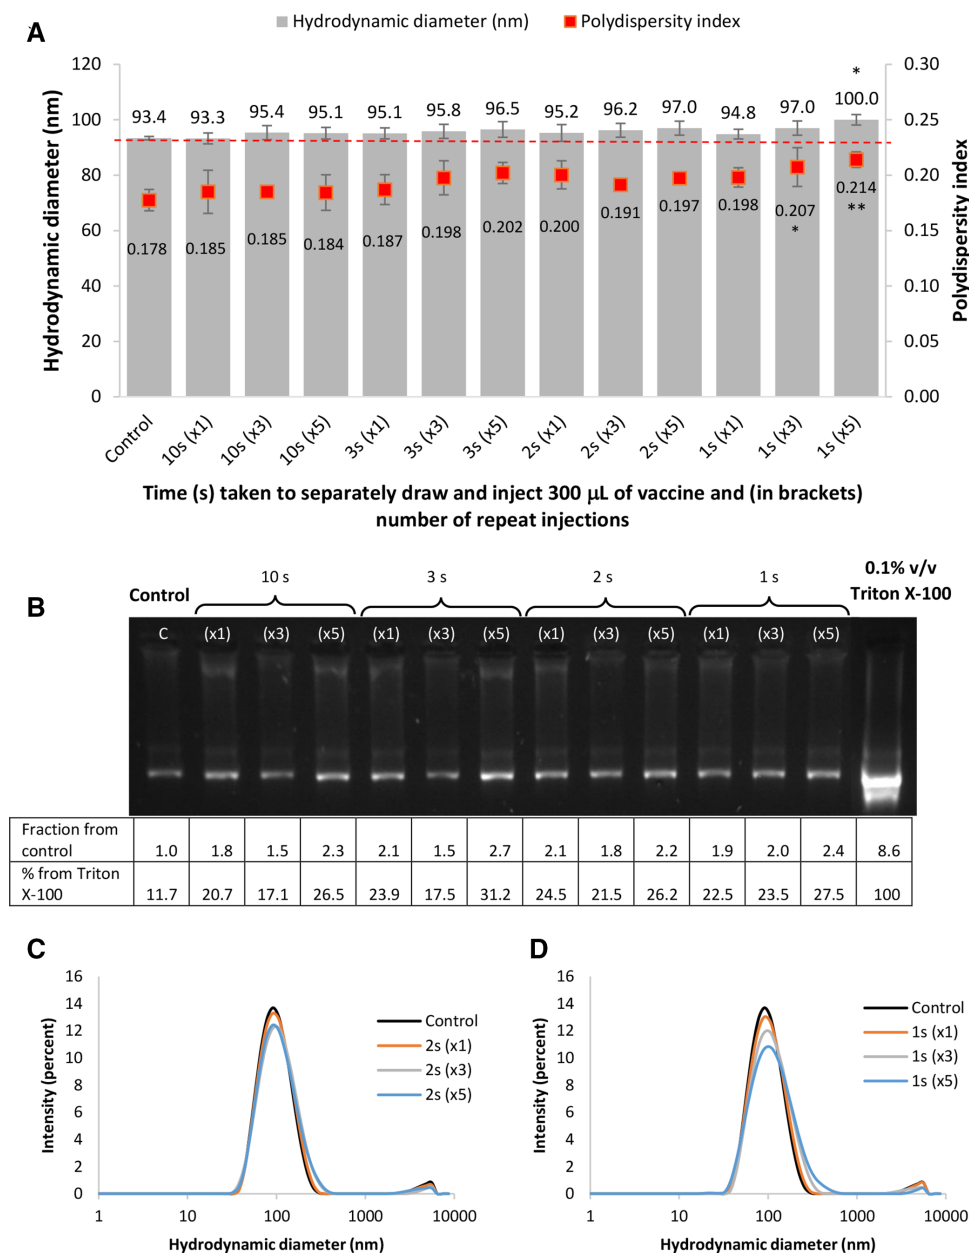 A
Hydrodynamic diameter (nm) Polydispersity index
Hydrodynamic diameter (nm)
120
100
80
60
40
20
0
93.4 93.3 95.4 95.1 95.1 95.8 96.5 95.2 96.2 97.0 94.8 97.0 100.0
*
0.178 0.185 0.185 0.184 0.187 0.198 0.202 0.200 0.191 0.197 0.198 0.207 0.214
* **
0.30
0.25
0.20
0.15
0.10
0.05
0.00
Polydispersity index
Control 10s (x1) 10s (x3) 10s (x5) 3s (x1) 3s (x3) 3s (x5) 2s (x1) 2s (x3) 2s (x5) 1s (x1) 1s (x3) 1s (x5)
Time (s) taken to separately draw and inject 300 µL of vaccine and (in brackets)
number of repeat injections
B
Control 10 s 3 s 2 s 1 s 0.1% v/v
Triton X-100
C (x1) (x3) (x5) (x1) (x3) (x5) (x1) (x3) (x5) (x1) (x3) (x5)
Fraction from
control 1.0 1.8 1.5 2.3 2.1 1.5 2.7 2.1 1.8 2.2 1.9 2.0 2.4 8.6
% from Triton
X-100 11.7 20.7 17.1 26.5 23.9 17.5 31.2 24.5 21.5 26.2 22.5 23.5 27.5 100
C
Intensity (percent)
16
14
12
10
8
6
4
2
0
Control
2s (x1)
2s (x3)
2s (x5)
1 10 100 1000 10000
Hydrodynamic diameter (nm)
D
Intensity (percent)
16
14
12
10
8
6
4
2
0
Control
1s (x1)
1s (x3)
1s (x5)
1 10 100 1000 10000
Hydrodynamic diameter (nm)